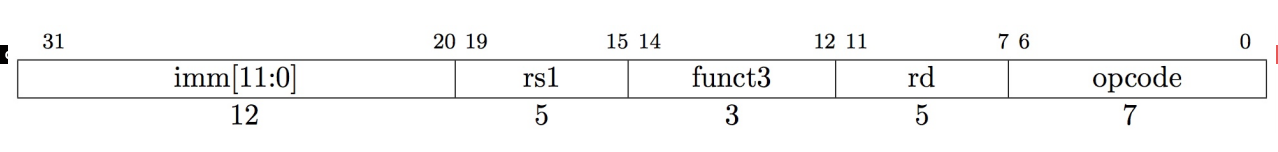 31 20 19 15 14 12 11 7 6 0
imm[11:0] rs1 funct3 rd opcode
12 5 3 5 7